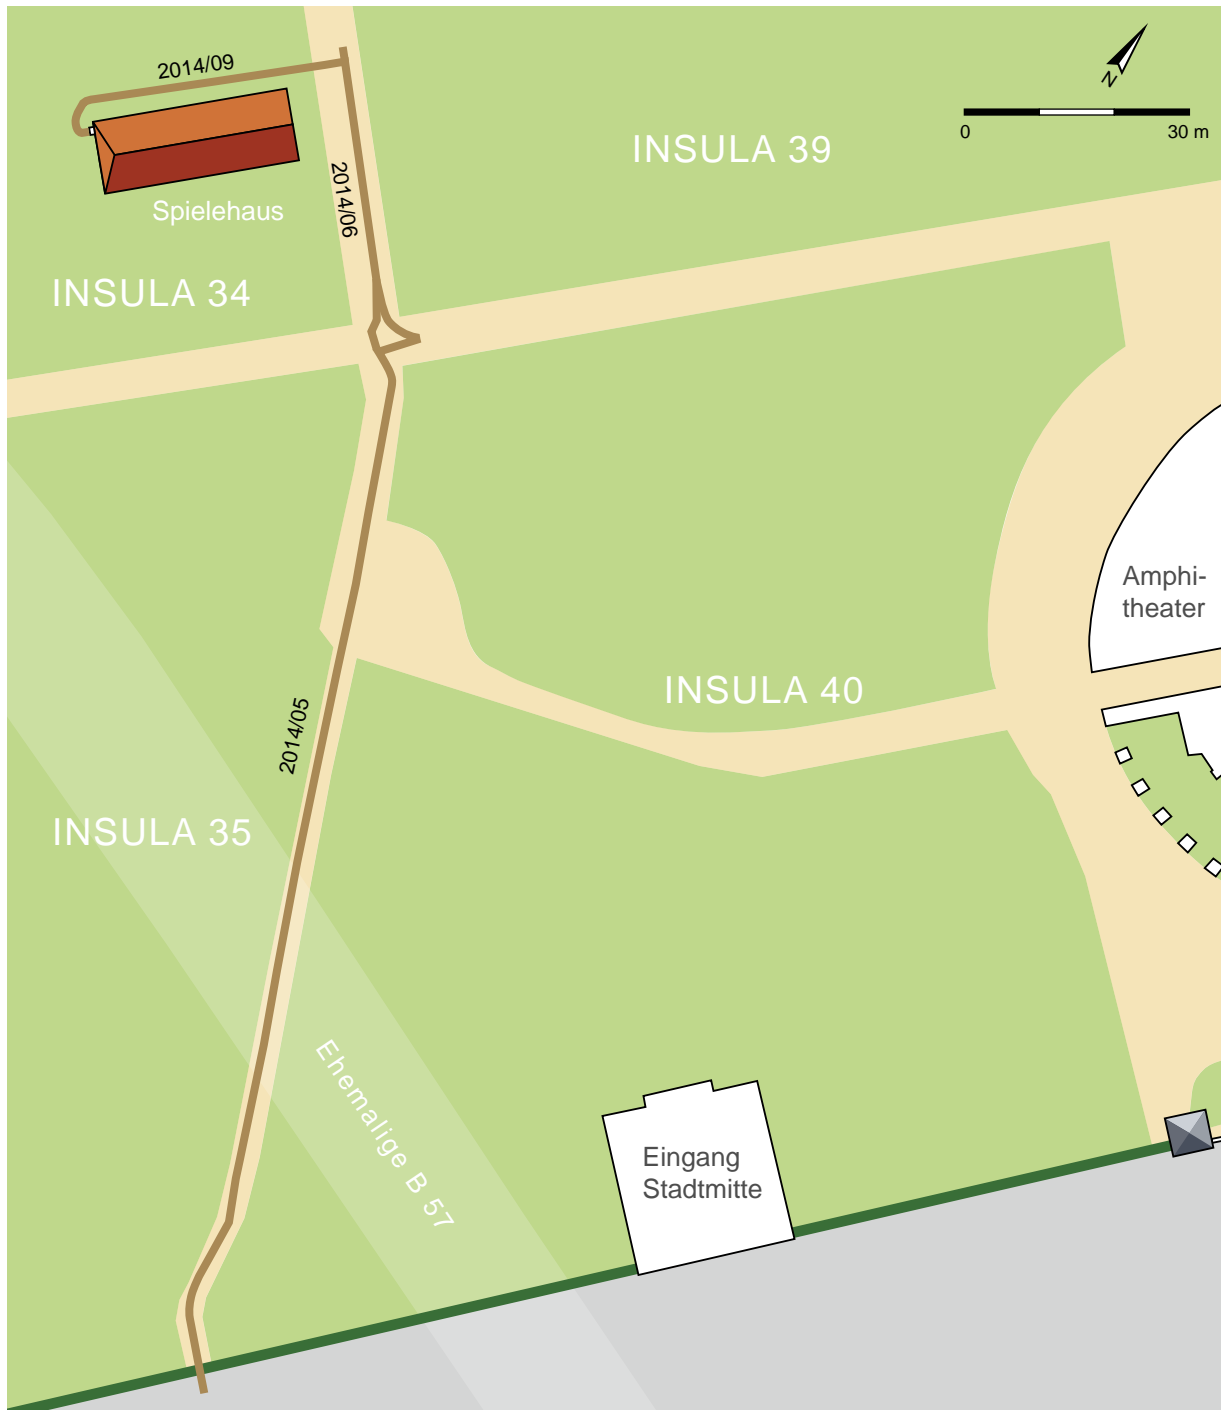 2014/09
N
0 30 m
INSULA 39
2014/06
Spielehaus
INSULA 34
Amphi-
theater
INSULA 40
2014/05
INSULA 35
Ehemalige B 57
Eingang
Stadtmitte